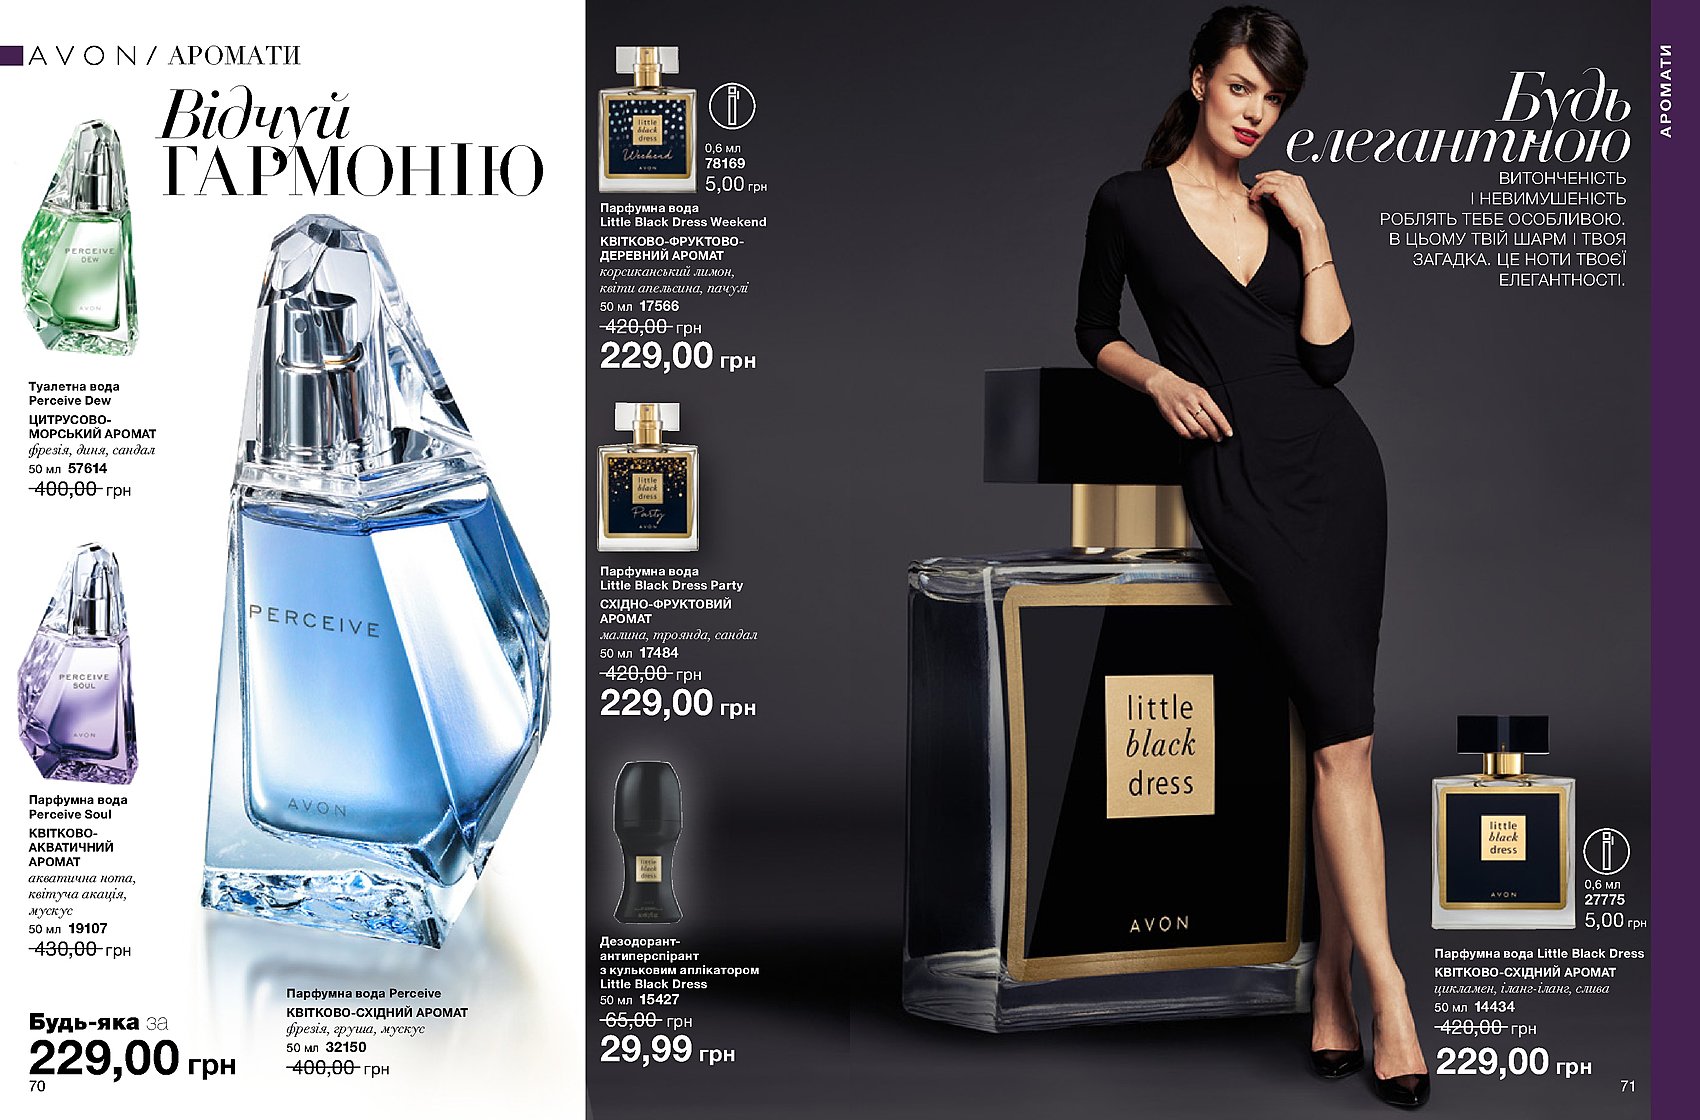 AVON / АРОМАТИ
Відчуй
ГАРМОНІЮ
PERCEIVE
DEW
AVON
Туалетна вода
Perceive Dew
ЦИТРУСОВО-
МОРСЬКИЙ АРОМАТ
фрезія, диня, сандал
50 мл 57614
400,00 грн
PERCEIVE
SOUL
AVON
Парфумна вода
Perceive Soul
КВІТКОВО-
АКВАТИЧНИЙ
АРОМАТ
акватична нота,
квітуча акація,
мускус
50 мл 19107
430,00 грн
Будь-яка за
229,00 грн
70
PERCEIVE
AVON
Парфумна вода Perceive
КВІТКОВО-СХІДНИЙ АРОМАТ
фрезія, груша, мускус
50 мл 32150
400,00 грн
little
black
dress
Weekend
AVON
0,6 мл
78169
5,00 грн
Парфумна вода
Little Black Dress Weekend
КВІТКОВО-ФРУКТОВО-
ДЕРЕВНИЙ АРОМАТ
корсиканський лимон,
квіти апельсина, пачулі
50 мл 17566
420,00 грн
229,00 грн
little
black
dress
Party
AVON
Парфумна вода
Little Black Dress Party
СХІДНО-ФРУКТОВИЙ
АРОМАТ
малина, троянда, сандал
50 мл 17484
420,00 грн
229,00 грн
little
black
dress
Дезодорант-
антиперспірант
з кульковим аплікатором
Little Black Dress
50 мл 15427
65,00 грн
29,99 грн
little
black
dress
AVON
Будь
елегантною
ВИТОНЧЕНІСТЬ
І НЕВИМУШЕНІСТЬ
РОБЛЯТЬ ТЕБЕ ОСОБЛИВОЮ.
В ЦЬОМУ ТВІЙ ШАРМ І ТВОЯ
ЗАГАДКА. ЦЕ НОТИ ТВОЄЇ
ЕЛЕГАНТНОСТІ.
АРОМАТИ
little
black
dress
AVON
0,6 мл
27775
5,00 грн
Парфумна вода Little Black Dress
КВІТКОВО-СХІДНИЙ АРОМАТ
цикламен, іланг-іланг, слива
50 мл 14434
420,00 грн
229,00 грн
71